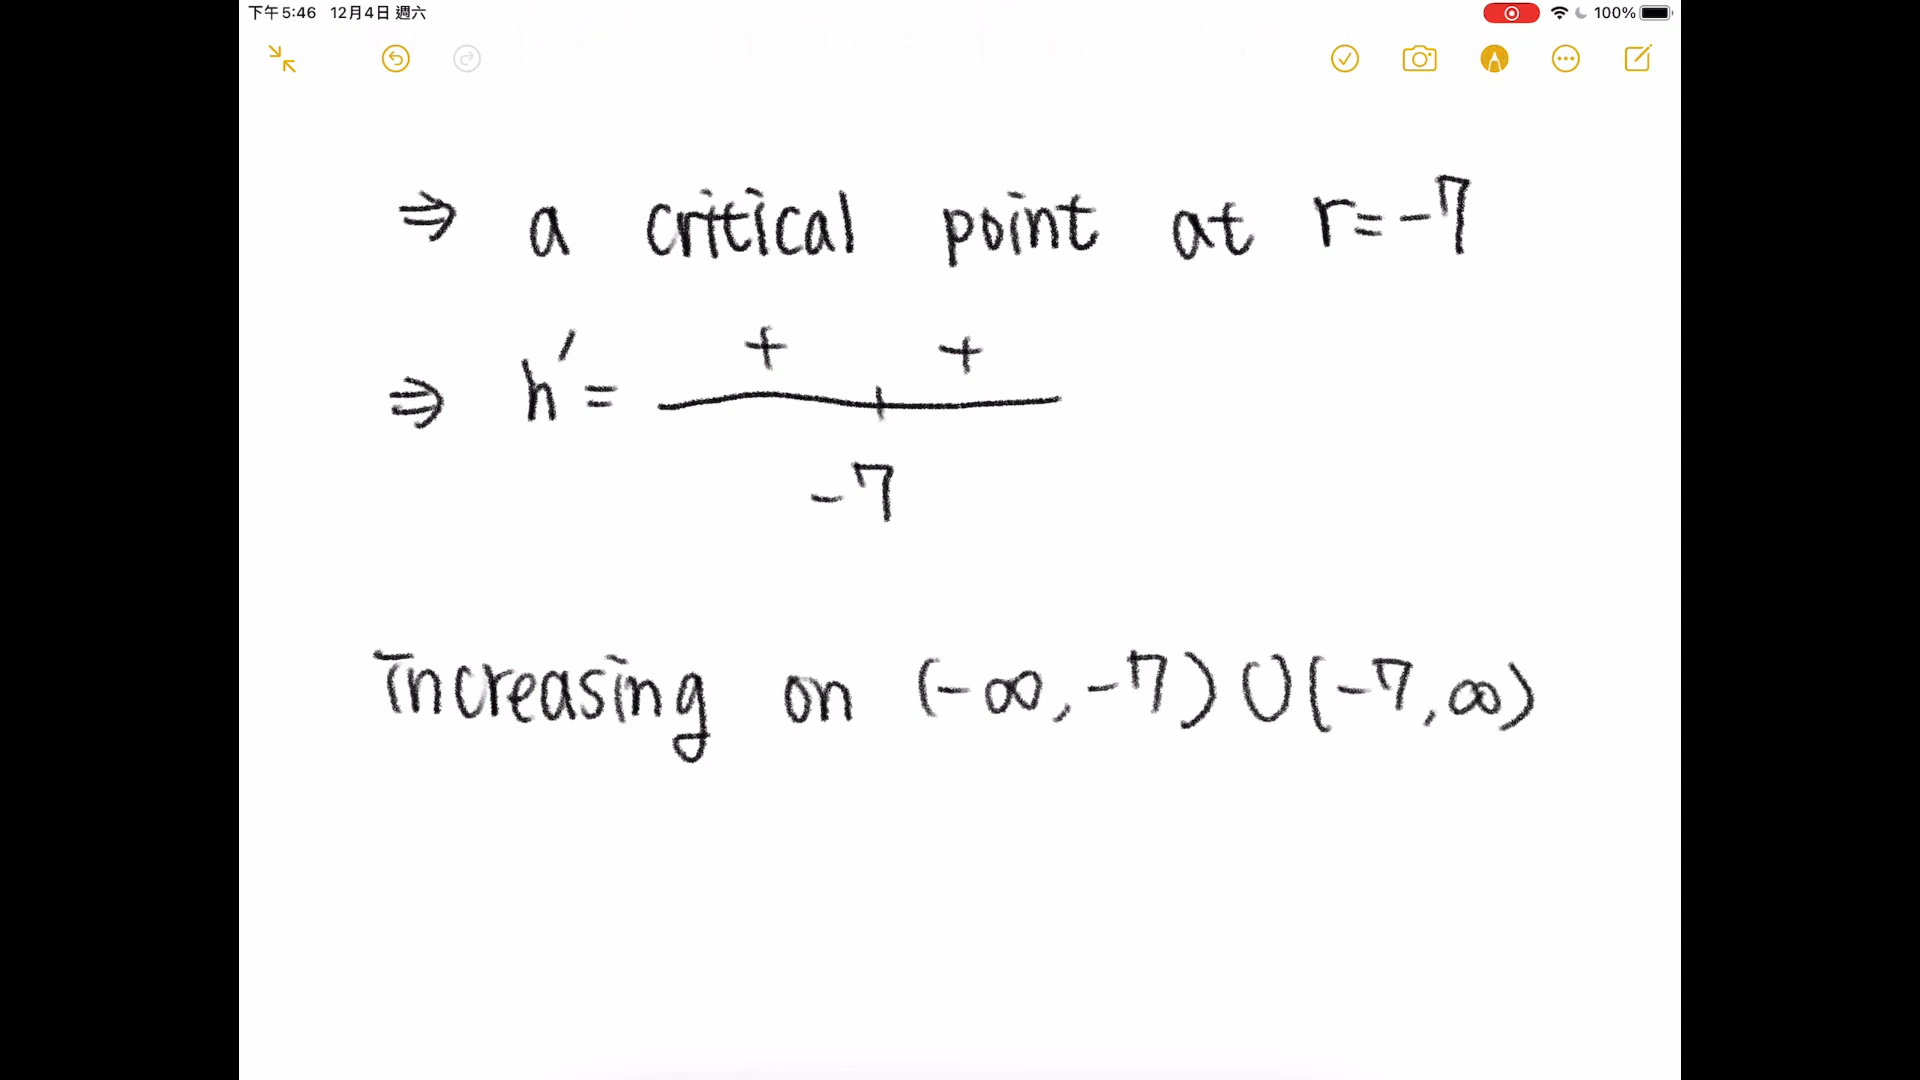 下午5:46 12月4日 週六 100%
⇒ a critical point at r=-7
⇒ h'= + +
-7
increasing on (-∞,-7)∪(-7,∞)